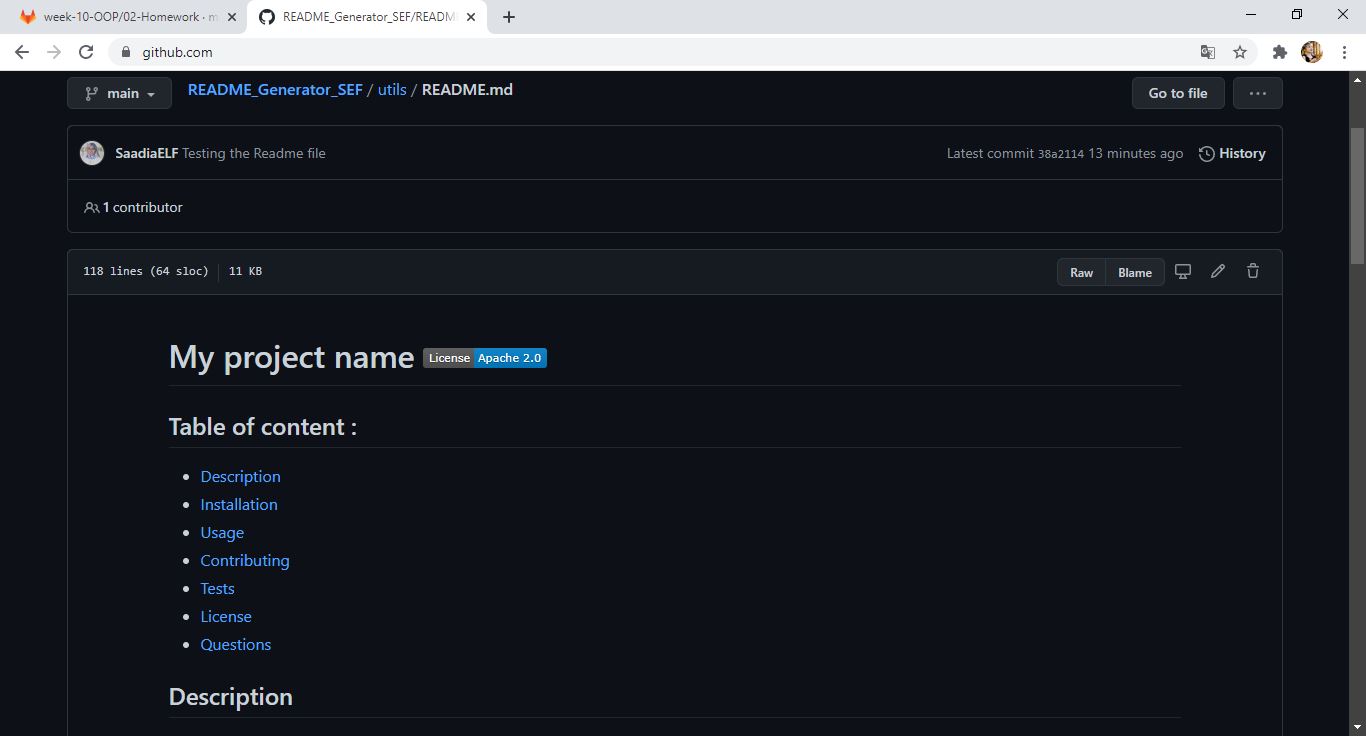 week-10-OOP/02-Homework · m
README_Generator_SEF/READM
github.com
main
README_Generator_SEF / utils / README.md
Go to file
SaadiaELF Testing the Readme file
Latest commit 38a2114 13 minutes ago
History
1 contributor
118 lines (64 sloc)
11 KB
Raw
Blame
My project name
License Apache 2.0
Table of content :
Description
Installation
Usage
Contributing
Tests
License
Questions
Description